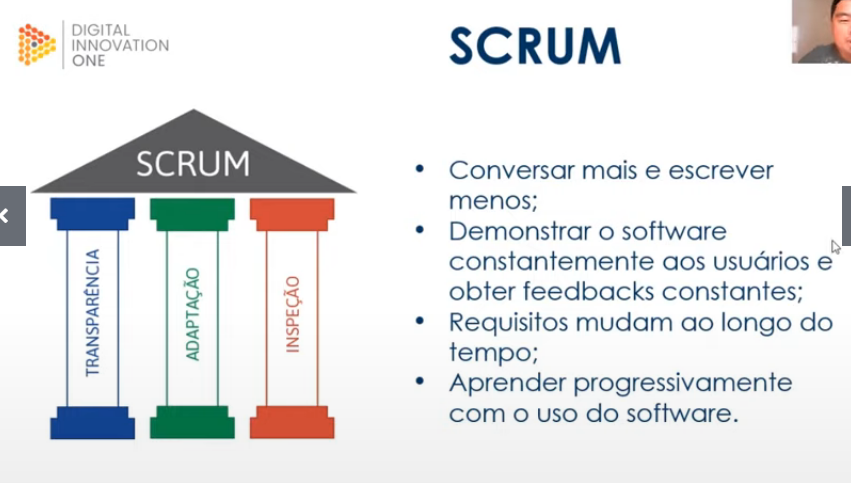 DIGITAL
INNOVATION
ONE
SCRUM
SCRUM
TRANSPARÊNCIA
ADAPTAÇÃO
INSPEÇÃO
• Conversar mais e escrever
menos;
• Demonstrar o software
constantemente aos usuários e
obter feedbacks constantes;
• Requisitos mudam ao longo do
tempo;
• Aprender progressivamente
com o uso do software.